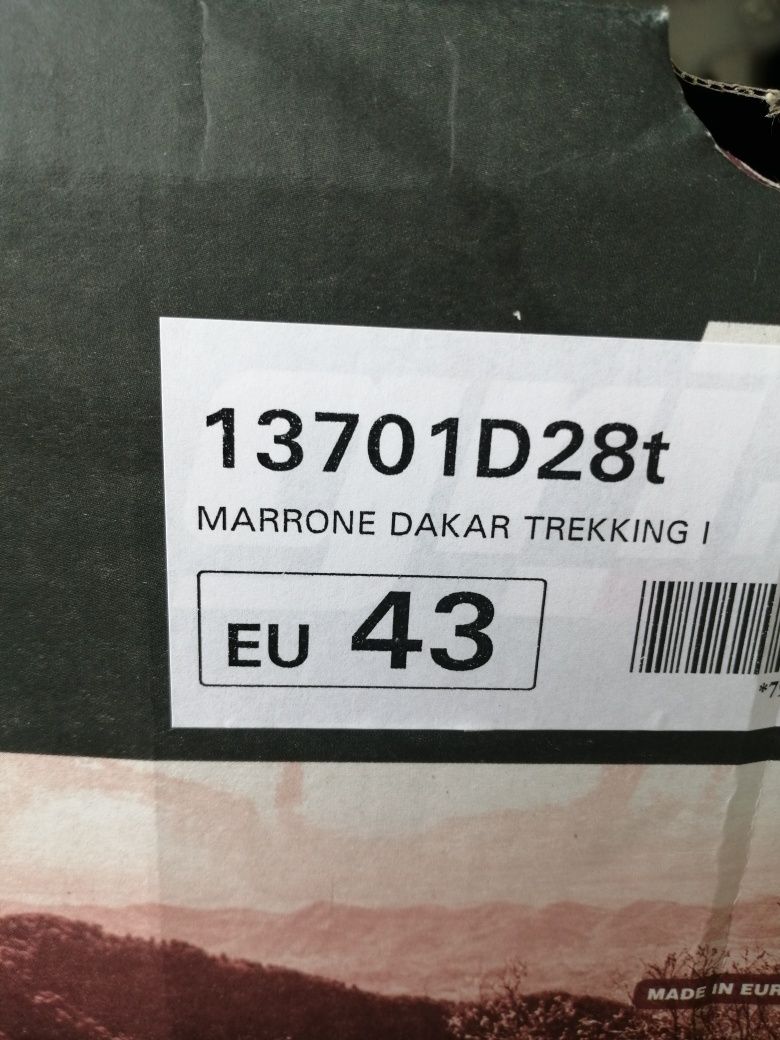 13701D28t
MARRONE DAKAR TREKKING I
EU 43
MADE IN EUR